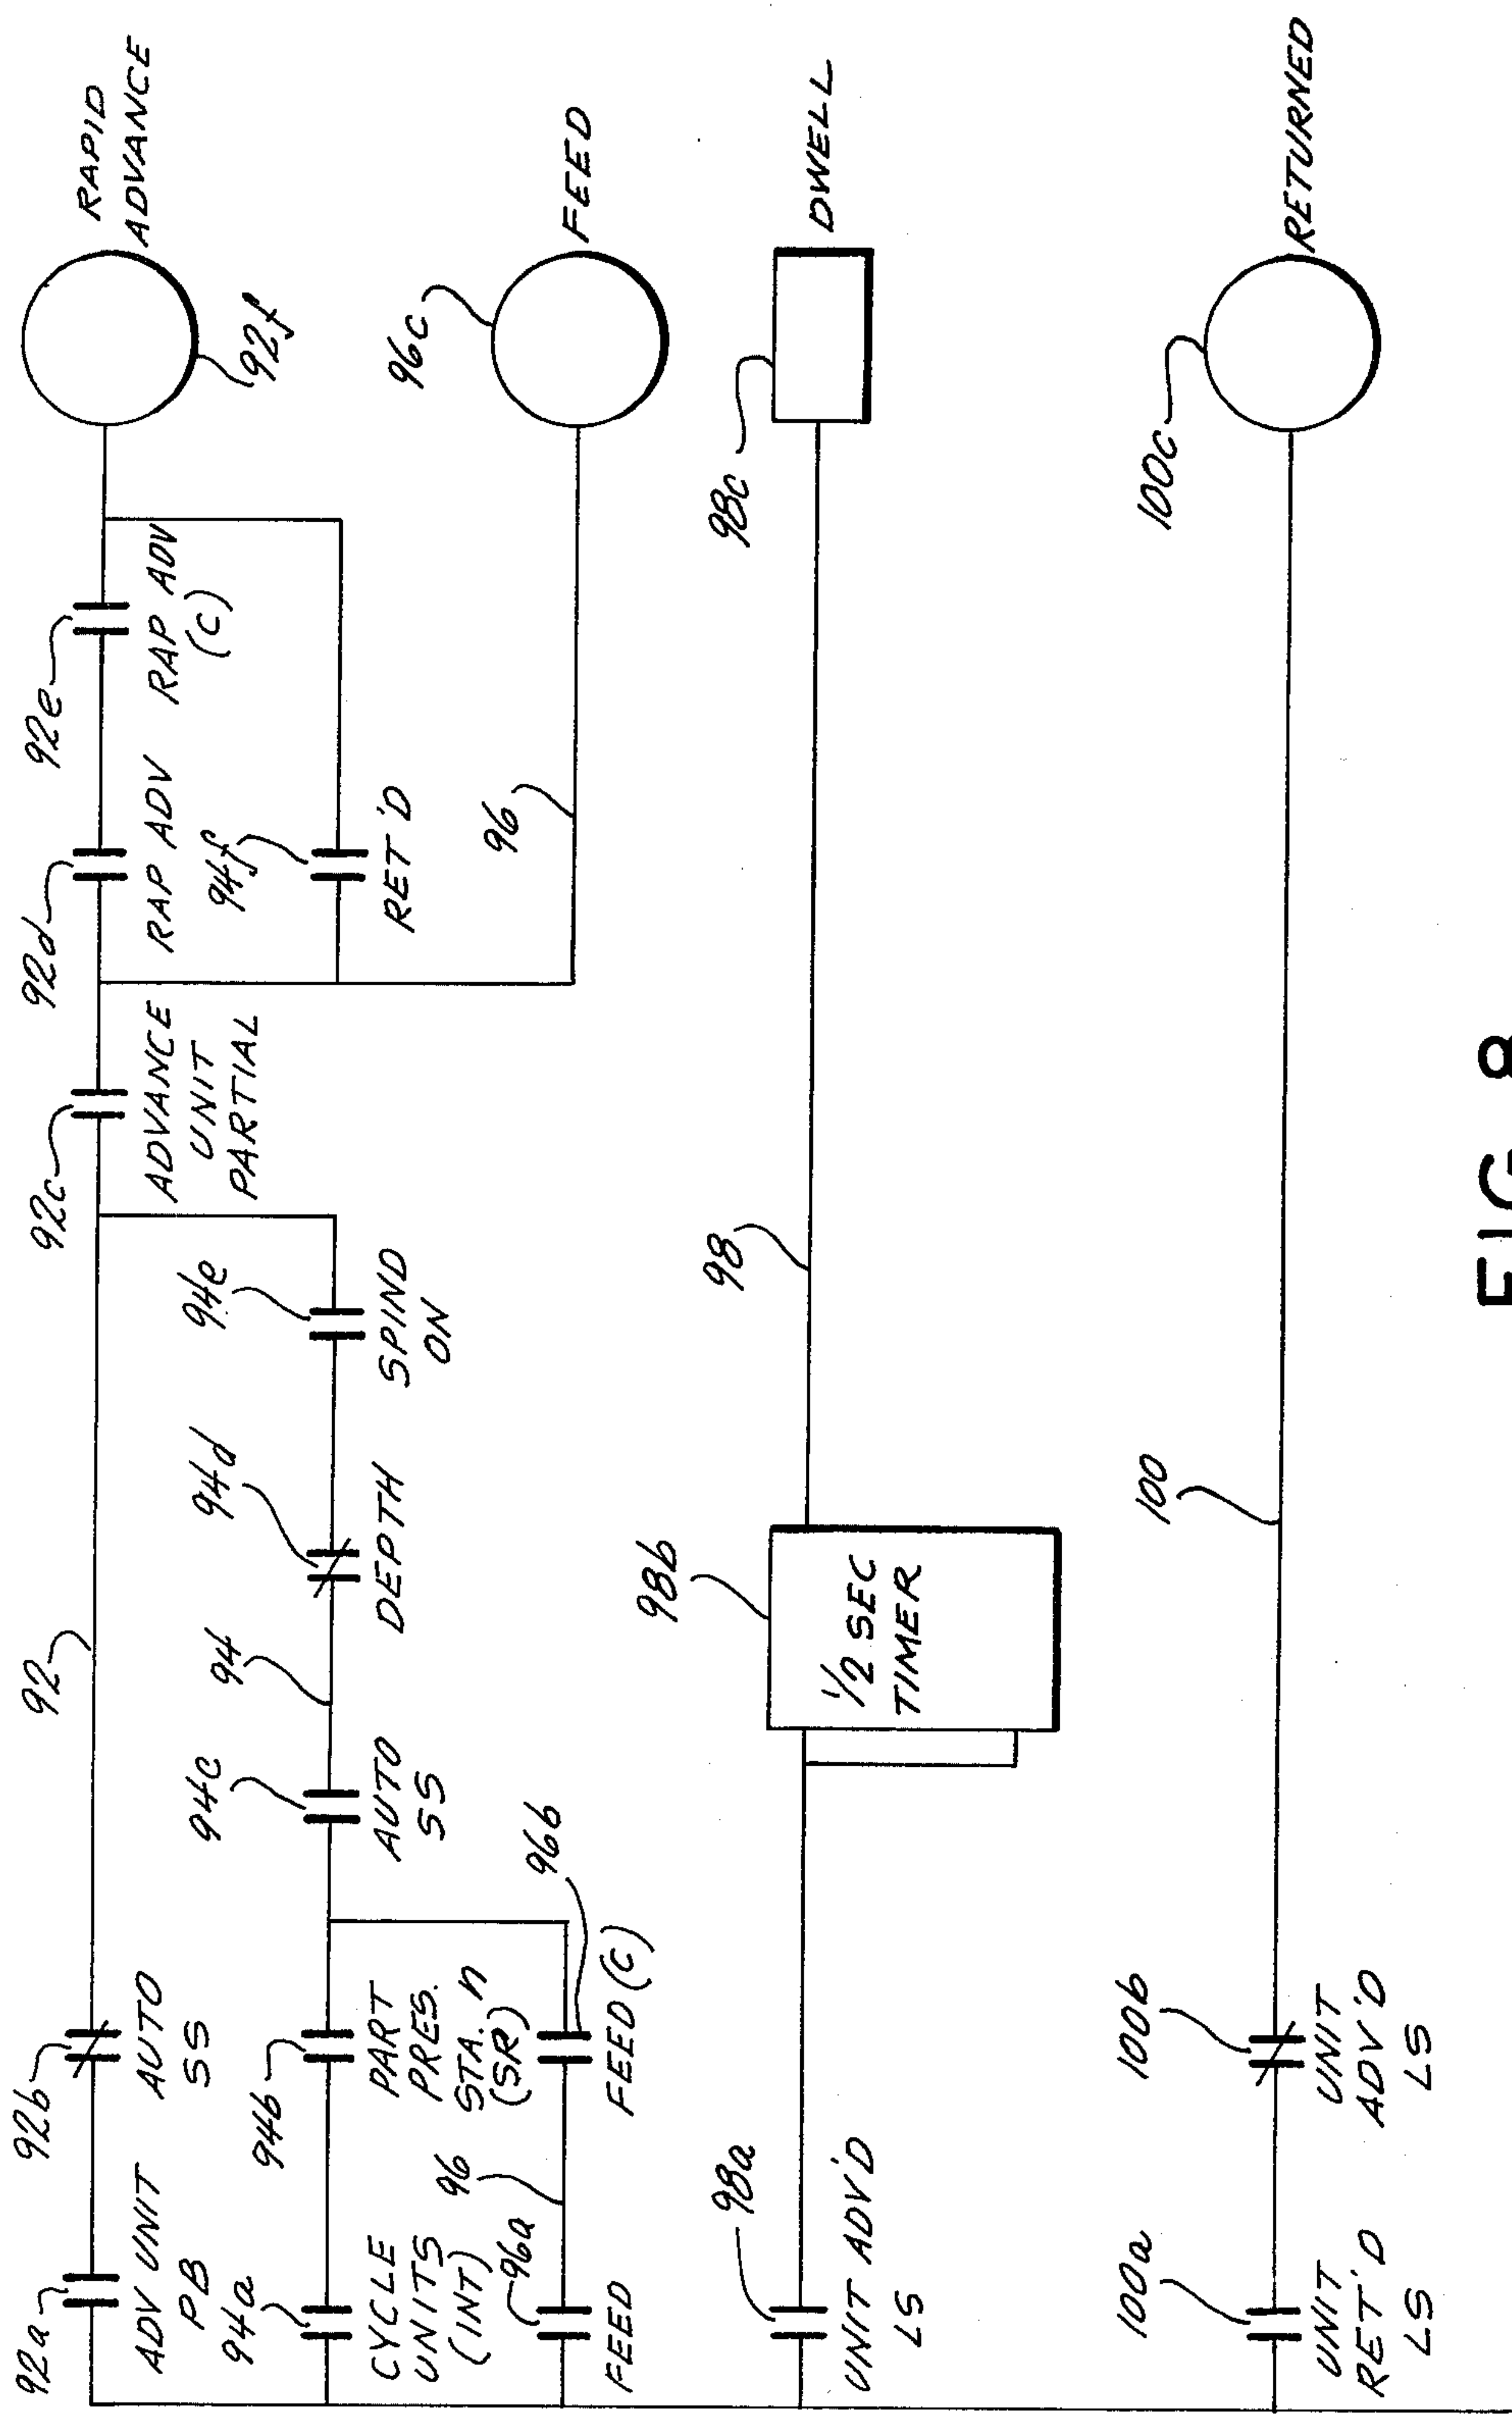 92a
92b
92
92c
92d
92e
RAPID
ADVANCE
ADV UNIT
PB
AUTO
SS
ADVANCE
UNIT
PARTIAL
RAP ADV
RAP ADV
(C)
92f
94a
94b
94c
94
94d
94e
94f
CYCLE
UNITS
(INT)
PART
PRES.
STA. n
(SR)
AUTO
SS
DEPTH
SPIND
ON
RET'D
96a
96
96b
96
96c
FEED
FEED
FEED (C)
98a
98b
98
98c
DWELL
UNIT ADV'D
LS
1/2 SEC
TIMER
100a
100b
100
100c
RETURNED
UNIT
RET'D
LS
UNIT
ADV'D
LS